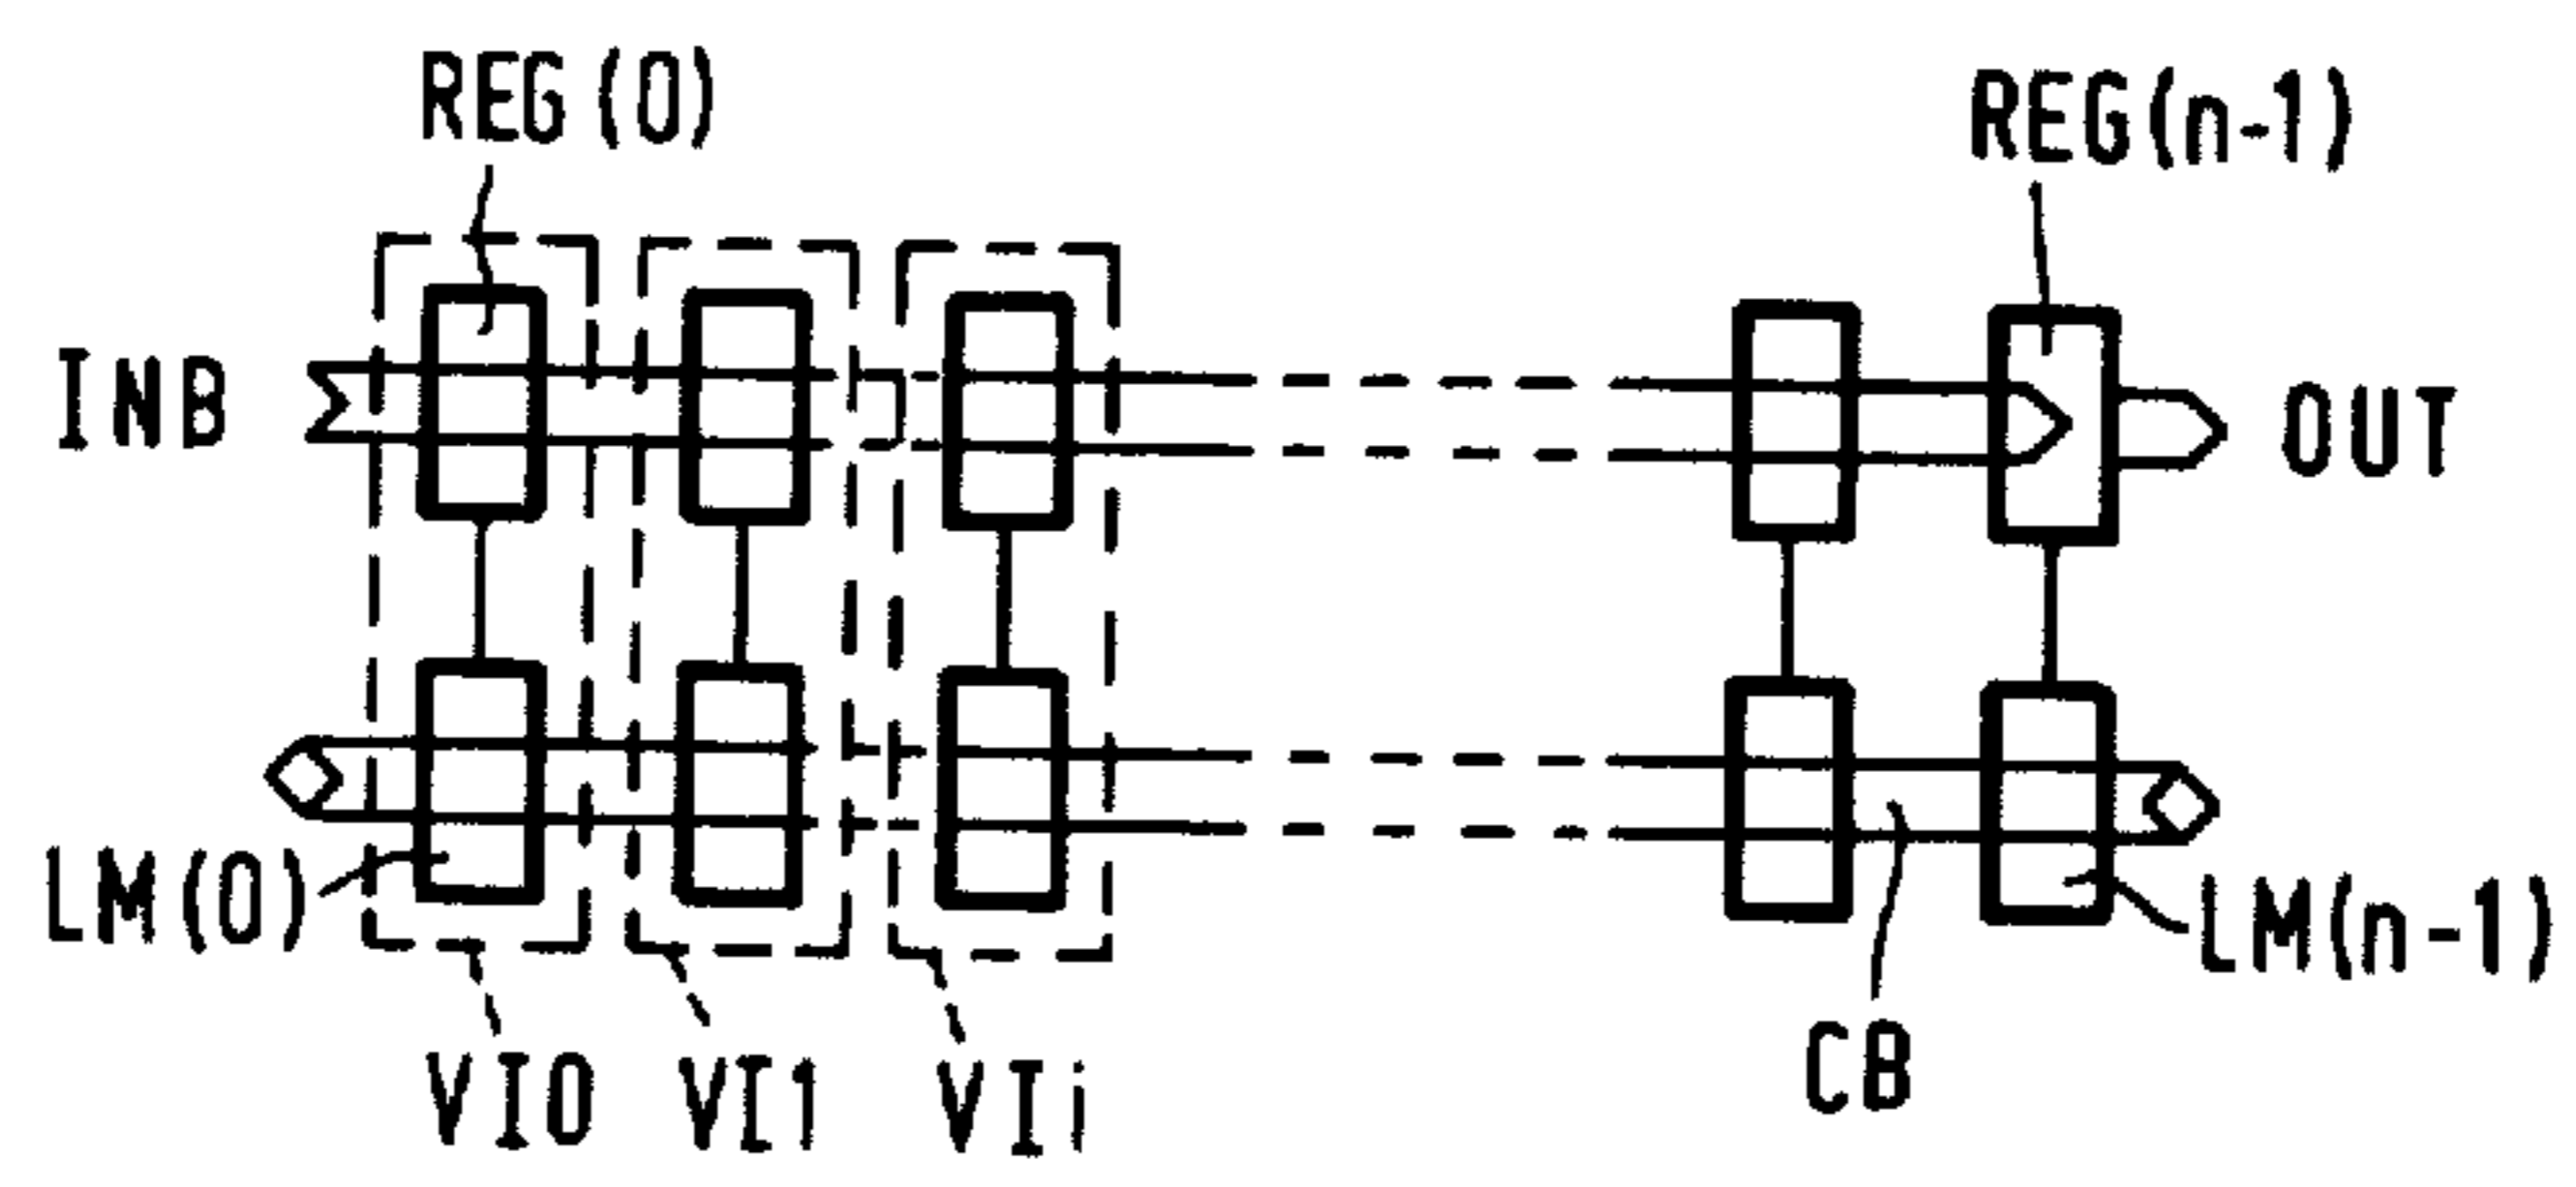 REG(0)
REG(n-1)
INB
OUT
LM(0)
LM(n-1)
VI0
VI1
VIi
CB